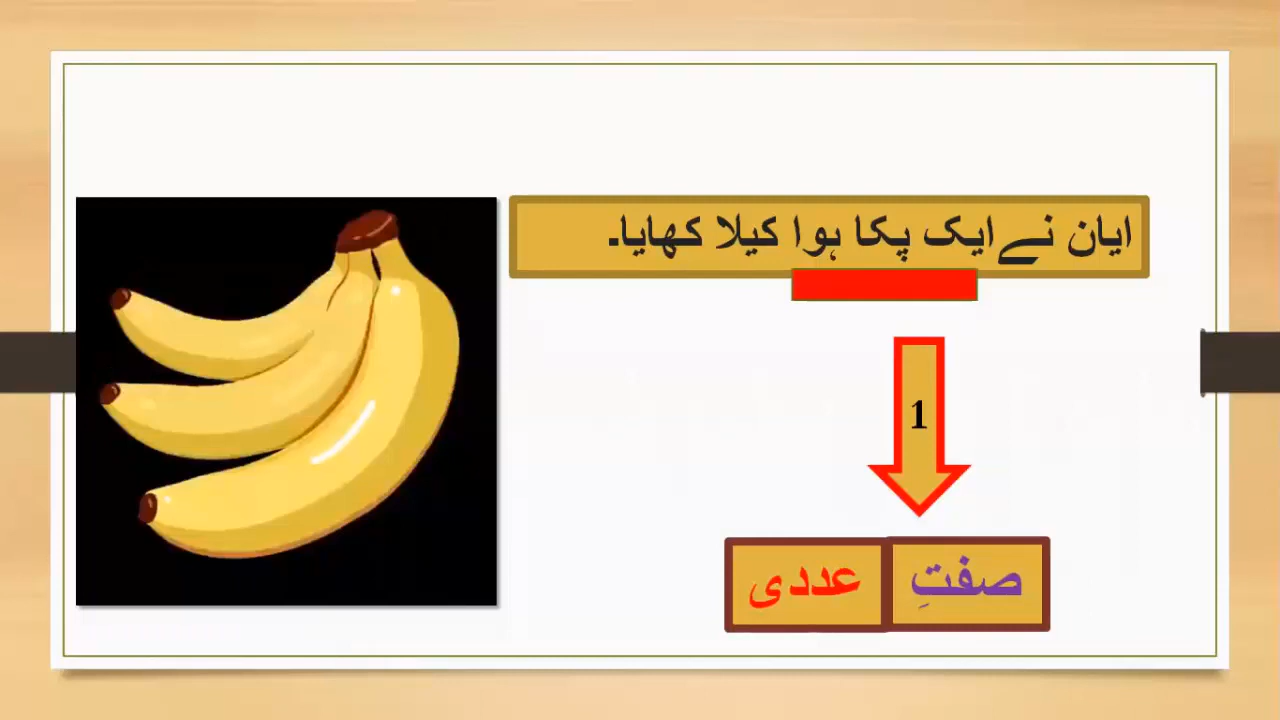 ایان نے ایک پکا ہوا کیلا کھایا۔
1
صفتِ عددی